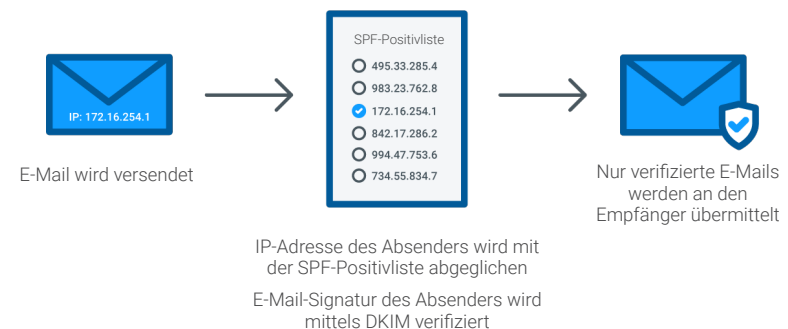 IP: 172.16.254.1
E-Mail wird versendet
SPF-Positivliste
495.33.285.4
983.23.762.8
172.16.254.1
842.17.286.2
994.47.753.6
734.55.834.7
IP-Adresse des Absenders wird mit
der SPF-Positivliste abgeglichen
E-Mail-Signatur des Absenders wird
mittels DKIM verifiziert
Nur verifizierte E-Mails
werden an den
Empfänger übermittelt